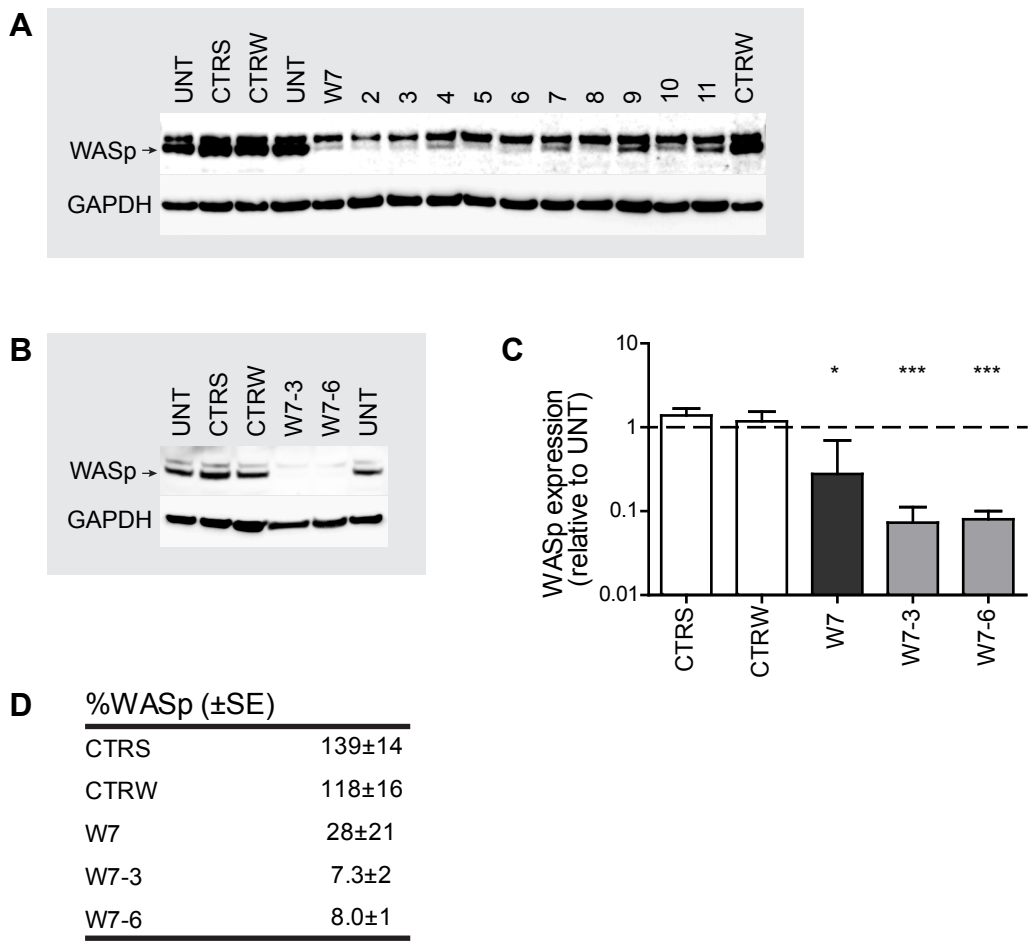 A
UNT CTRS CTRW UNT W7 2 3 4 5 6 7 8 9 10 11 CTRW
WASp
GAPDH
B
UNT CTRS CTRW W7-3 W7-6 UNT
WASp
GAPDH
C
WASp expression
(relative to UNT)
10
1
0.1
0.01
* *** ***
CTRS CTRW W7 W7-3 W7-6
D
%WASp (±SE)
CTRS 139±14
CTRW 118±16
W7 28±21
W7-3 7.3±2
W7-6 8.0±1